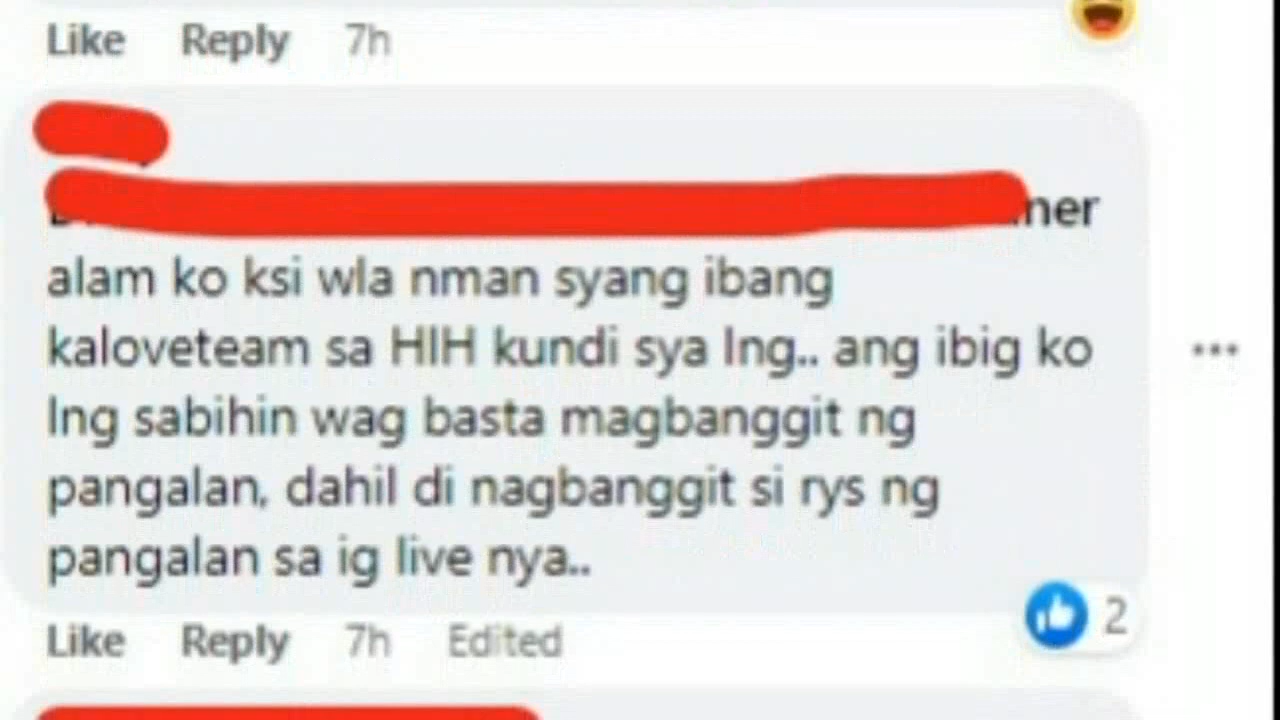 Like Reply 7h
alam ko ksi wla nman syang ibang
kaloveteam sa HIH kundi sya lng.. ang ibig ko
lng sabihin wag basta magbanggit ng
pangalan, dahil di nagbanggit si rys ng
pangalan sa ig live nya..
2
Like Reply 7h Edited